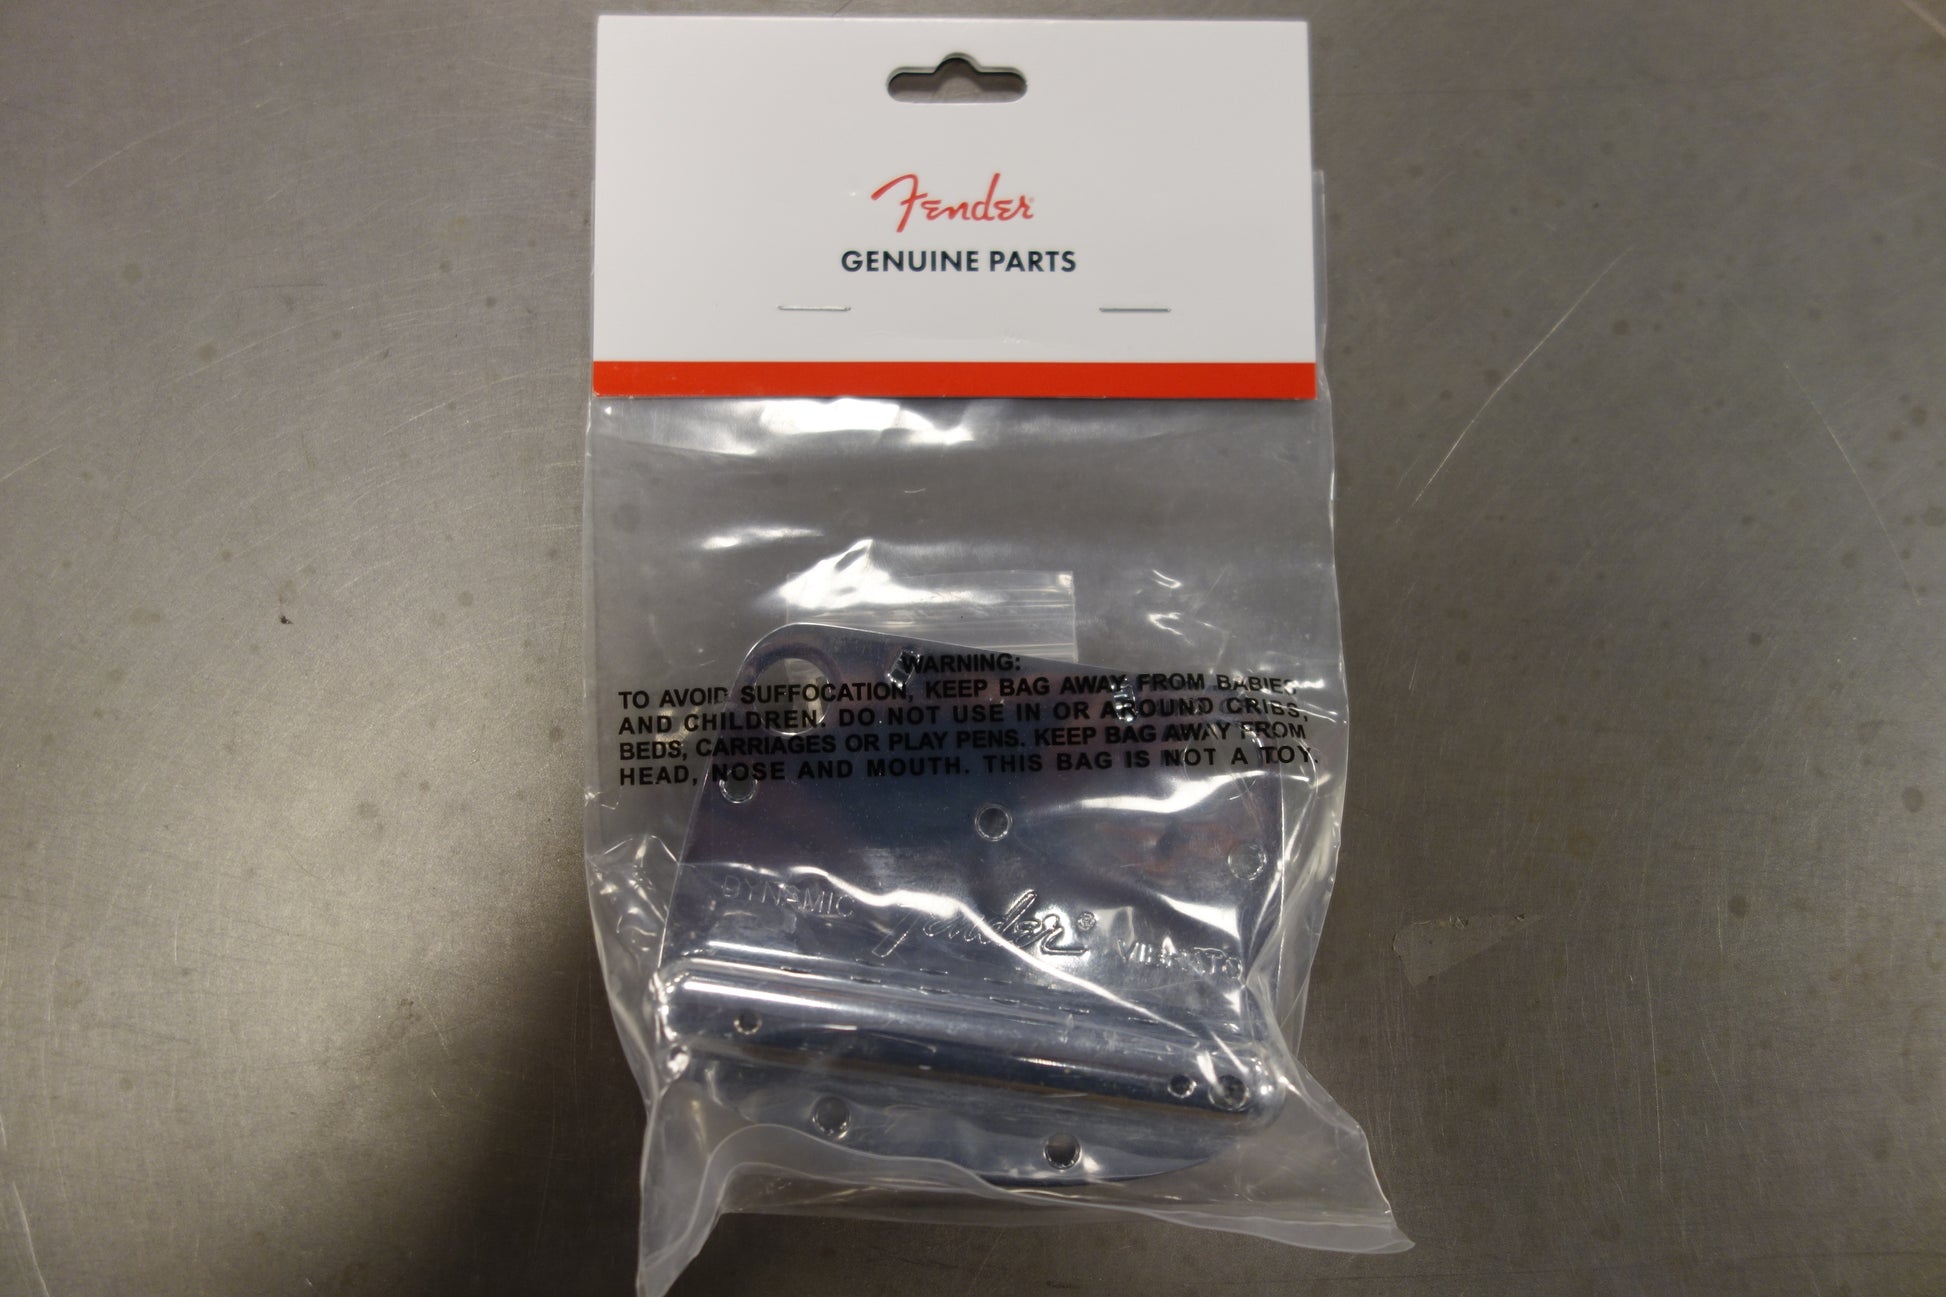 Fender
GENUINE PARTS
WARNING:
TO AVOID SUFFOCATION, KEEP BAG AWAY FROM BABIES
AND CHILDREN. DO NOT USE IN OR AROUND CRIBS,
BEDS, CARRIAGES OR PLAY PENS. KEEP BAG AWAY FROM
HEAD, NOSE AND MOUTH. THIS BAG IS NOT A TOY.
DYNAMIC Fender® VIBRATO